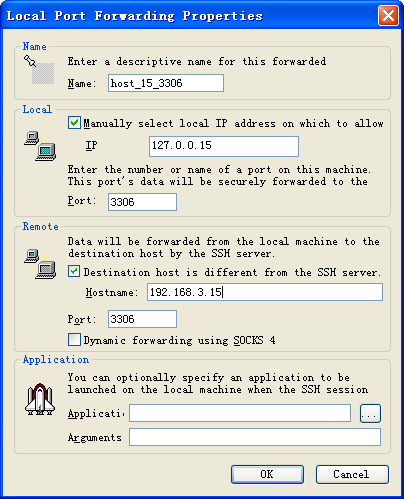 Local Port Forwarding Properties
Name
Enter a descriptive name for this forwarded
Name: host_15_3306
Local
Manually select local IP address on which to allow
IP 127.0.0.15
Enter the number or name of a port on this machine.
This port's data will be securely forwarded to the
Port: 3306
Remote
Data will be forwarded from the local machine to the
destination host by the SSH server.
Destination host is different from the SSH server.
Hostname: 192.168.3.15
Port: 3306
Dynamic forwarding using SOCKS 4
Application
You can optionally specify an application to be
launched on the local machine when the SSH session
Applicati ...
Arguments
OK Cancel